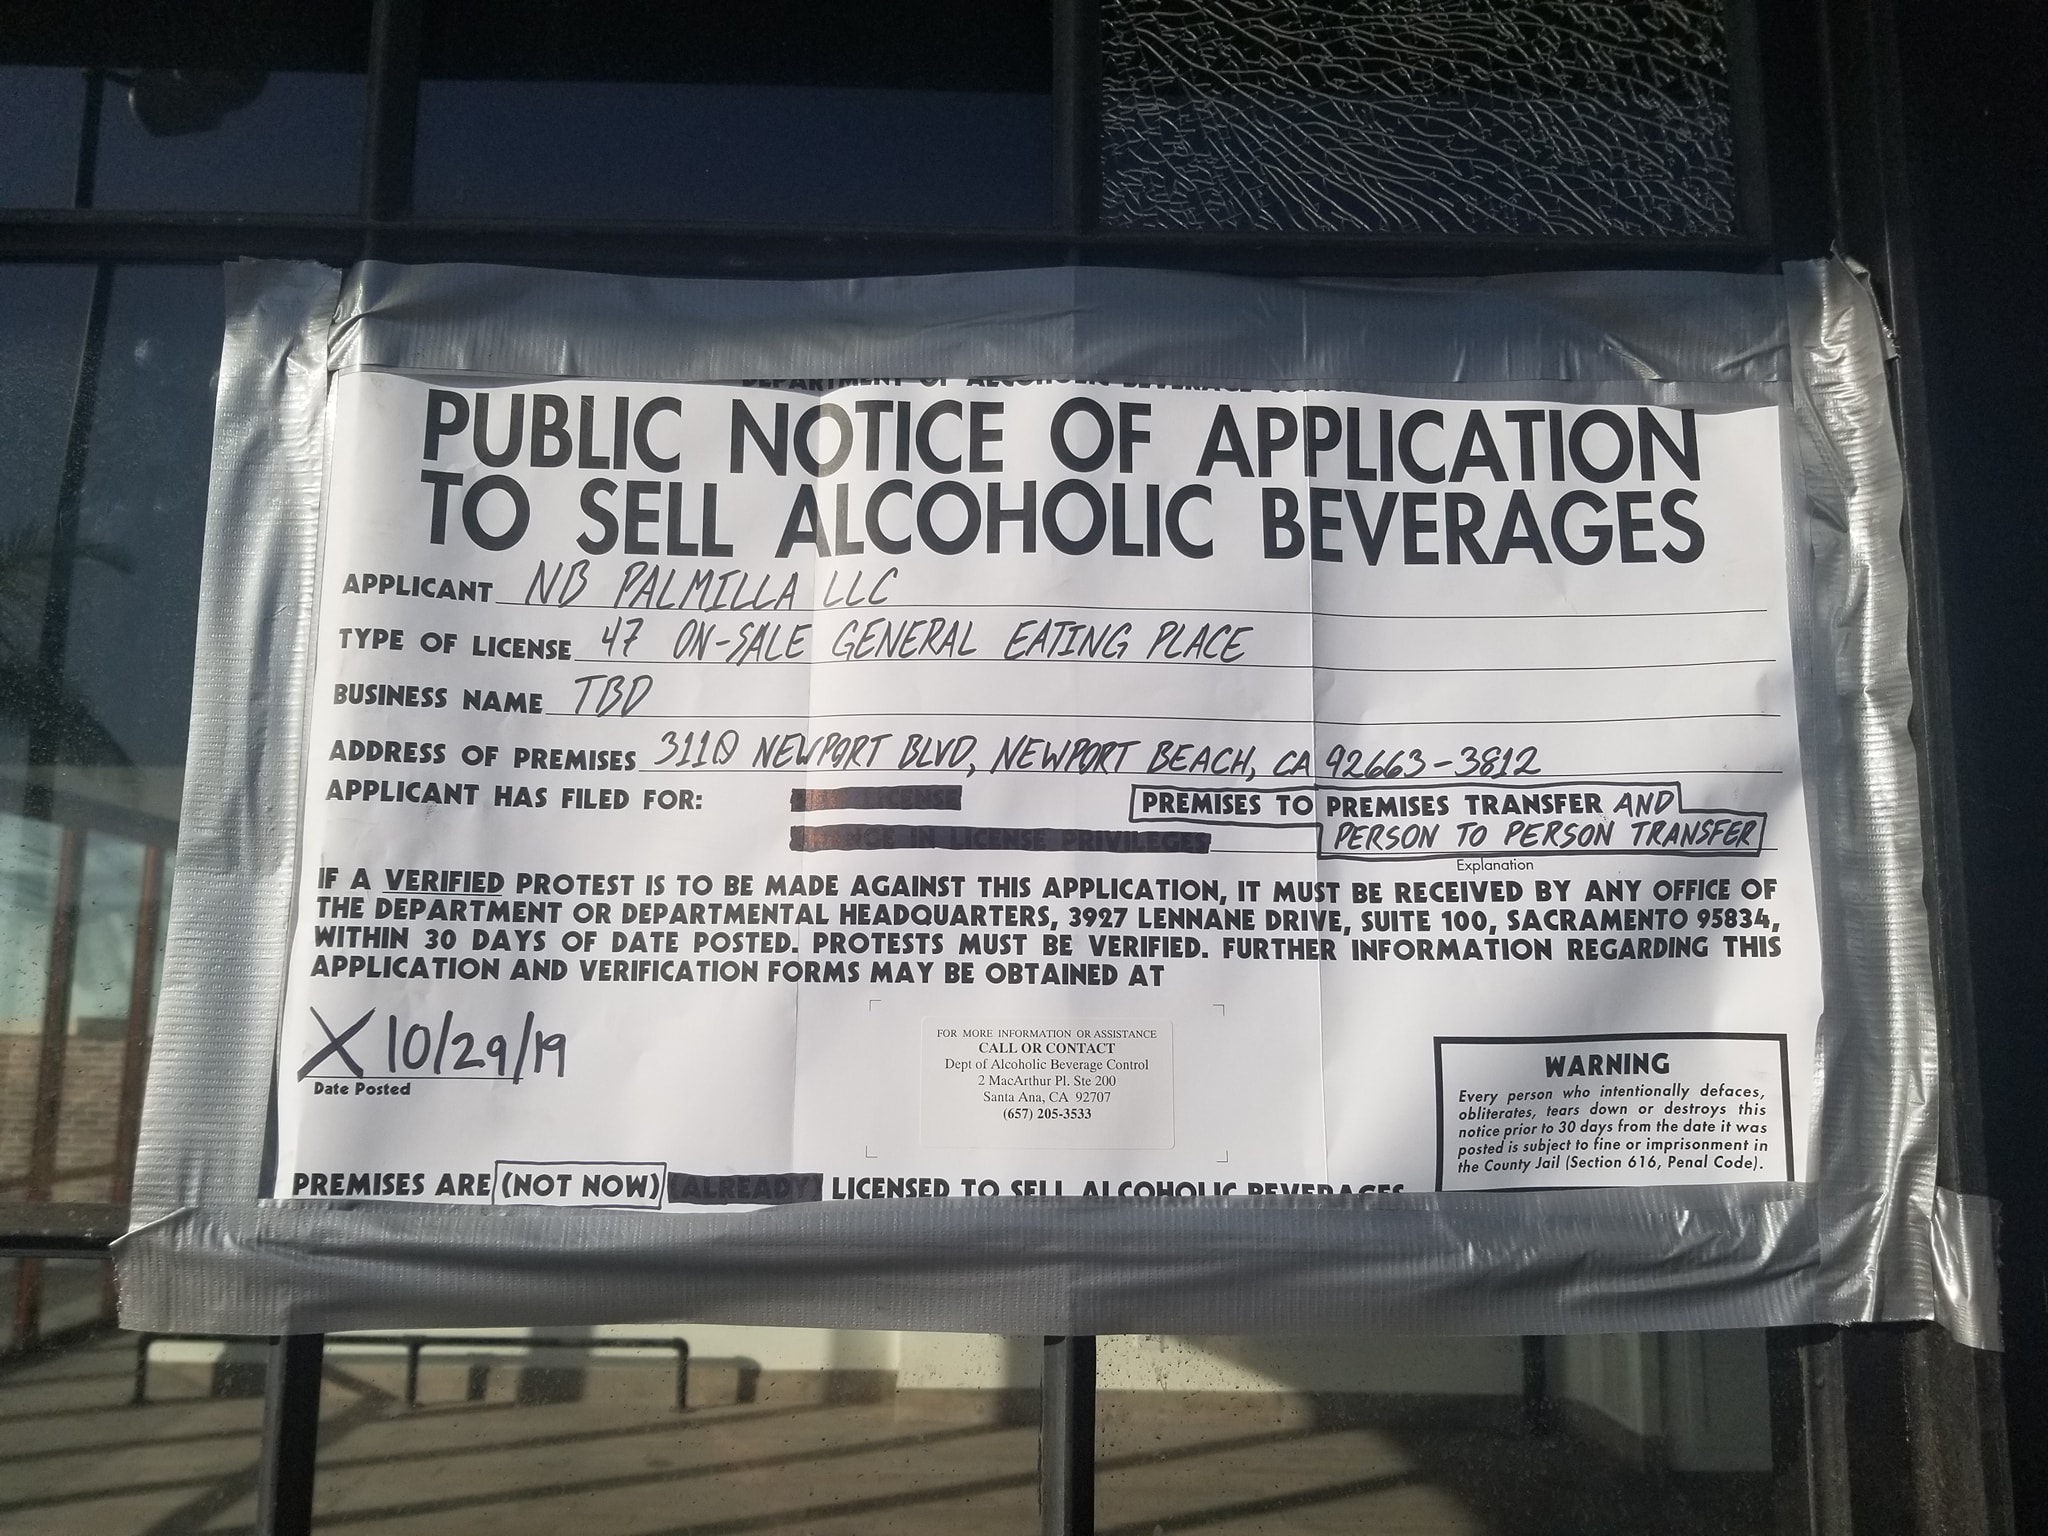 DEPARTMENT OF ALCOHOLIC BEVERAGE
PUBLIC NOTICE OF APPLICATION
TO SELL ALCOHOLIC BEVERAGES
APPLICANT NB PALMILLA LLC
TYPE OF LICENSE 47 ON-SALE GENERAL EATING PLACE
BUSINESS NAME TBD
ADDRESS OF PREMISES 3110 NEWPORT BLVD, NEWPORT BEACH, CA 92663-3812
APPLICANT HAS FILED FOR: LICENSE PREMISES TO PREMISES TRANSFER AND
IN LICENSE PRIVILEGES PERSON TO PERSON TRANSFER
Explanation
IF A VERIFIED PROTEST IS TO BE MADE AGAINST THIS APPLICATION, IT MUST BE RECEIVED BY ANY OFFICE OF
THE DEPARTMENT OR DEPARTMENTAL HEADQUARTERS, 3927 LENNANE DRIVE, SUITE 100, SACRAMENTO 95834,
WITHIN 30 DAYS OF DATE POSTED. PROTESTS MUST BE VERIFIED. FURTHER INFORMATION REGARDING THIS
APPLICATION AND VERIFICATION FORMS MAY BE OBTAINED AT
X 10/29/19
Date Posted
FOR MORE INFORMATION OR ASSISTANCE
CALL OR CONTACT
Dept of Alcoholic Beverage Control
2 MacArthur Pl. Ste 200
Santa Ana, CA 92707
(657) 205-3533
WARNING
Every person who intentionally defaces,
obliterates, tears down or destroys this
notice prior to 30 days from the date it was
posted is subject to fine or imprisonment in
the County Jail (Section 616, Penal Code).
PREMISES ARE (NOT NOW) (ALREADY) LICENSED TO SELL ALCOHOLIC BEVERAGES